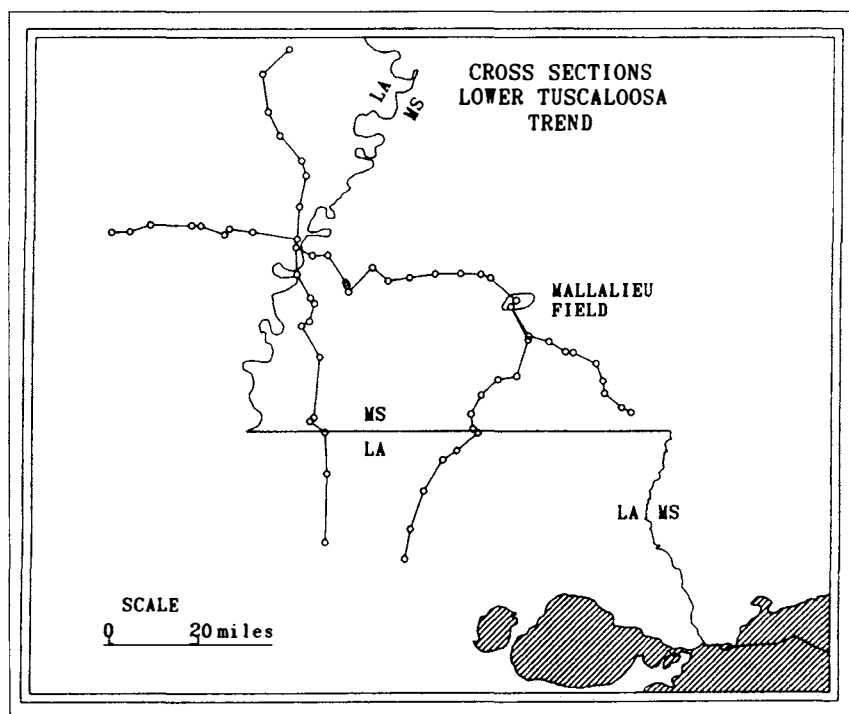 CROSS SECTIONS
LOWER TUSCALOOSA
TREND
LA
MS
MALLALIEU
FIELD
MS
LA
LA MS
SCALE
0 20 miles